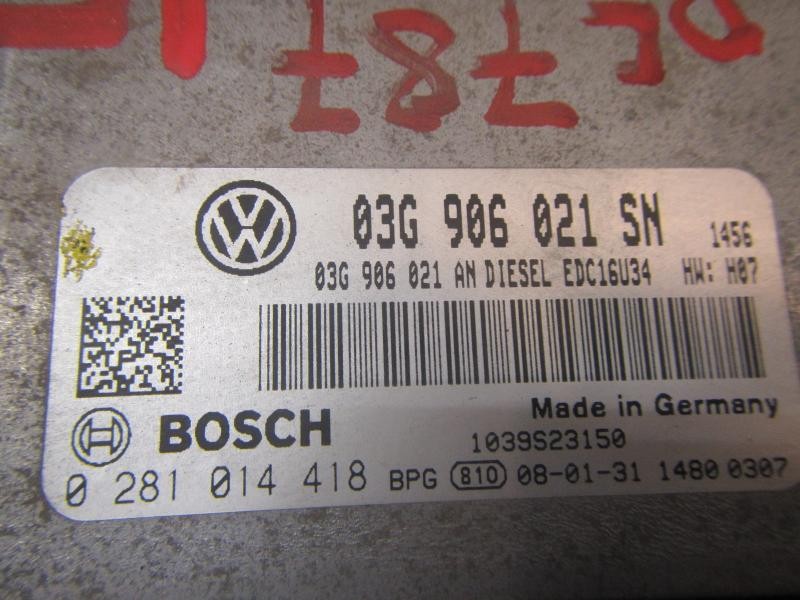 03G 906 021 SN 1456
03G 906 021 AN DIESEL EDC16U34 HW: H07
Made in Germany
BOSCH
1039S23150
0 281 014 418 BPG 810 08-01-31 1480 0307